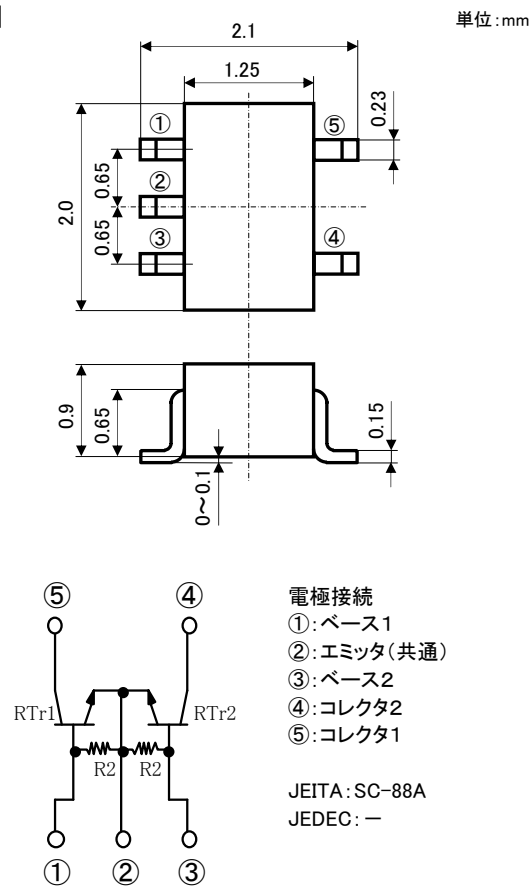 単位:mm
2.1
1.25
①
⑤
0.23
0.65
②
2.0
0.65
③
④
0.9
0.65
0.15
0~0.1
⑤
④
RTr1
RTr2
R2
R2
①
②
③
電極接続
①:ベース1
②:エミッタ(共通)
③:ベース2
④:コレクタ2
⑤:コレクタ1
JEITA:SC-88A
JEDEC:-